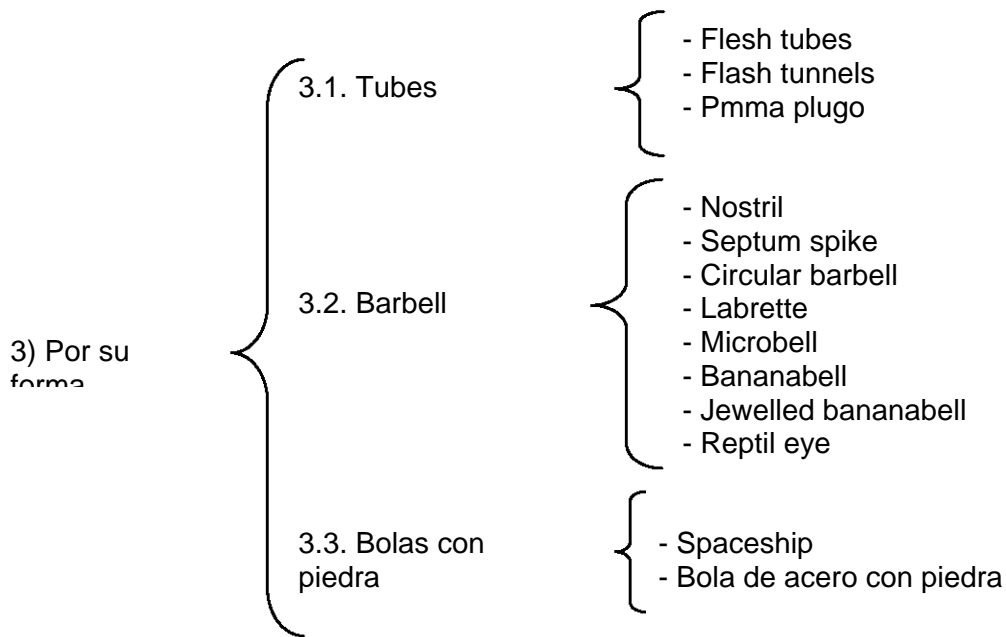 3) Por su
forma
3.1. Tubes
- Flesh tubes
- Flash tunnels
- Pmma plugo
3.2. Barbell
- Nostril
- Septum spike
- Circular barbell
- Labrette
- Microbell
- Bananabell
- Jewelled bananabell
- Reptil eye
3.3. Bolas con
piedra
- Spaceship
- Bola de acero con piedra